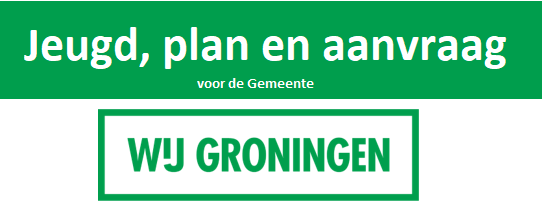 Jeugd, plan en aanvraag
voor de Gemeente
WIJ GRONINGEN